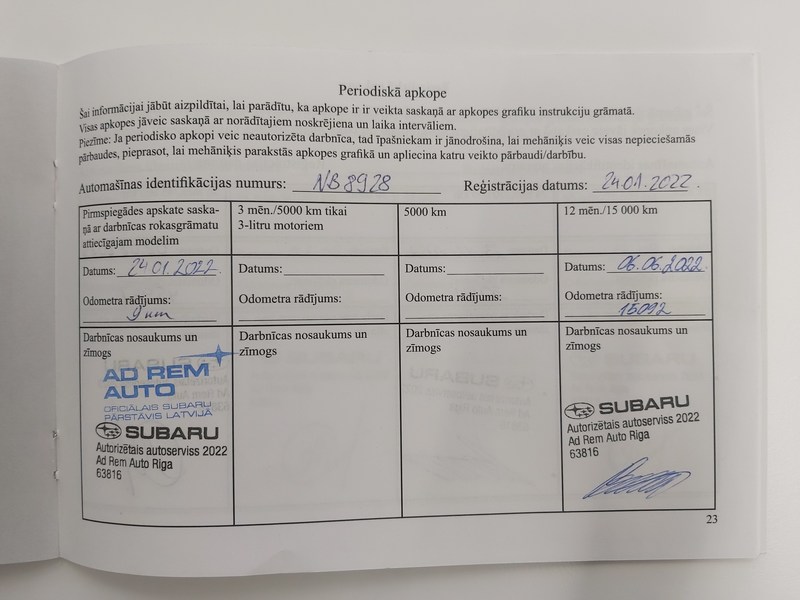 Periodiskā apkope
Šai informācijai jābūt aizpildītai, lai parādītu, ka apkope ir ir veikta saskaņā ar apkopes grafiku instrukciju grāmatā.
Visas apkopes jāveic saskaņā ar norādītajiem noskrējiena un laika intervāliem.
Piezīme: Ja periodisko apkopi veic neautorizēta darbnīca, tad īpašniekam ir jānodrošina, lai mehāniķis veic visas nepieciešamās
pārbaudes, pieprasot, lai mehāniķis parakstās apkopes grafikā un apliecina katru veikto pārbaudi/darbību.
Automašīnas identifikācijas numurs: NB8928 Reģistrācijas datums: 24.01.2022.
Pirmspiegādes apskate saska-
ņā ar darbnīcas rokasgrāmatu
attiecīgajam modelim
3 mēn./5000 km tikai
3-litru motoriem
5000 km
12 mēn./15 000 km
Datums: 24.01.2022.
Odometra rādījums:
9 km
Datums:
Odometra rādījums:
Datums:
Odometra rādījums:
Datums: 06.06.2022.
Odometra rādījums:
15092
Darbnīcas nosaukums un
zīmogs
AD REM
AUTO
OFICIĀLAIS SUBARU
PĀRSTĀVIS LATVIJĀ
SUBARU
Autorizētais autoserviss 2022
Ad Rem Auto Riga
63816
Darbnīcas nosaukums un
zīmogs
Darbnīcas nosaukums un
zīmogs
Darbnīcas nosaukums un
zīmogs
SUBARU
Autorizētais autoserviss 2022
Ad Rem Auto Riga
63816
23